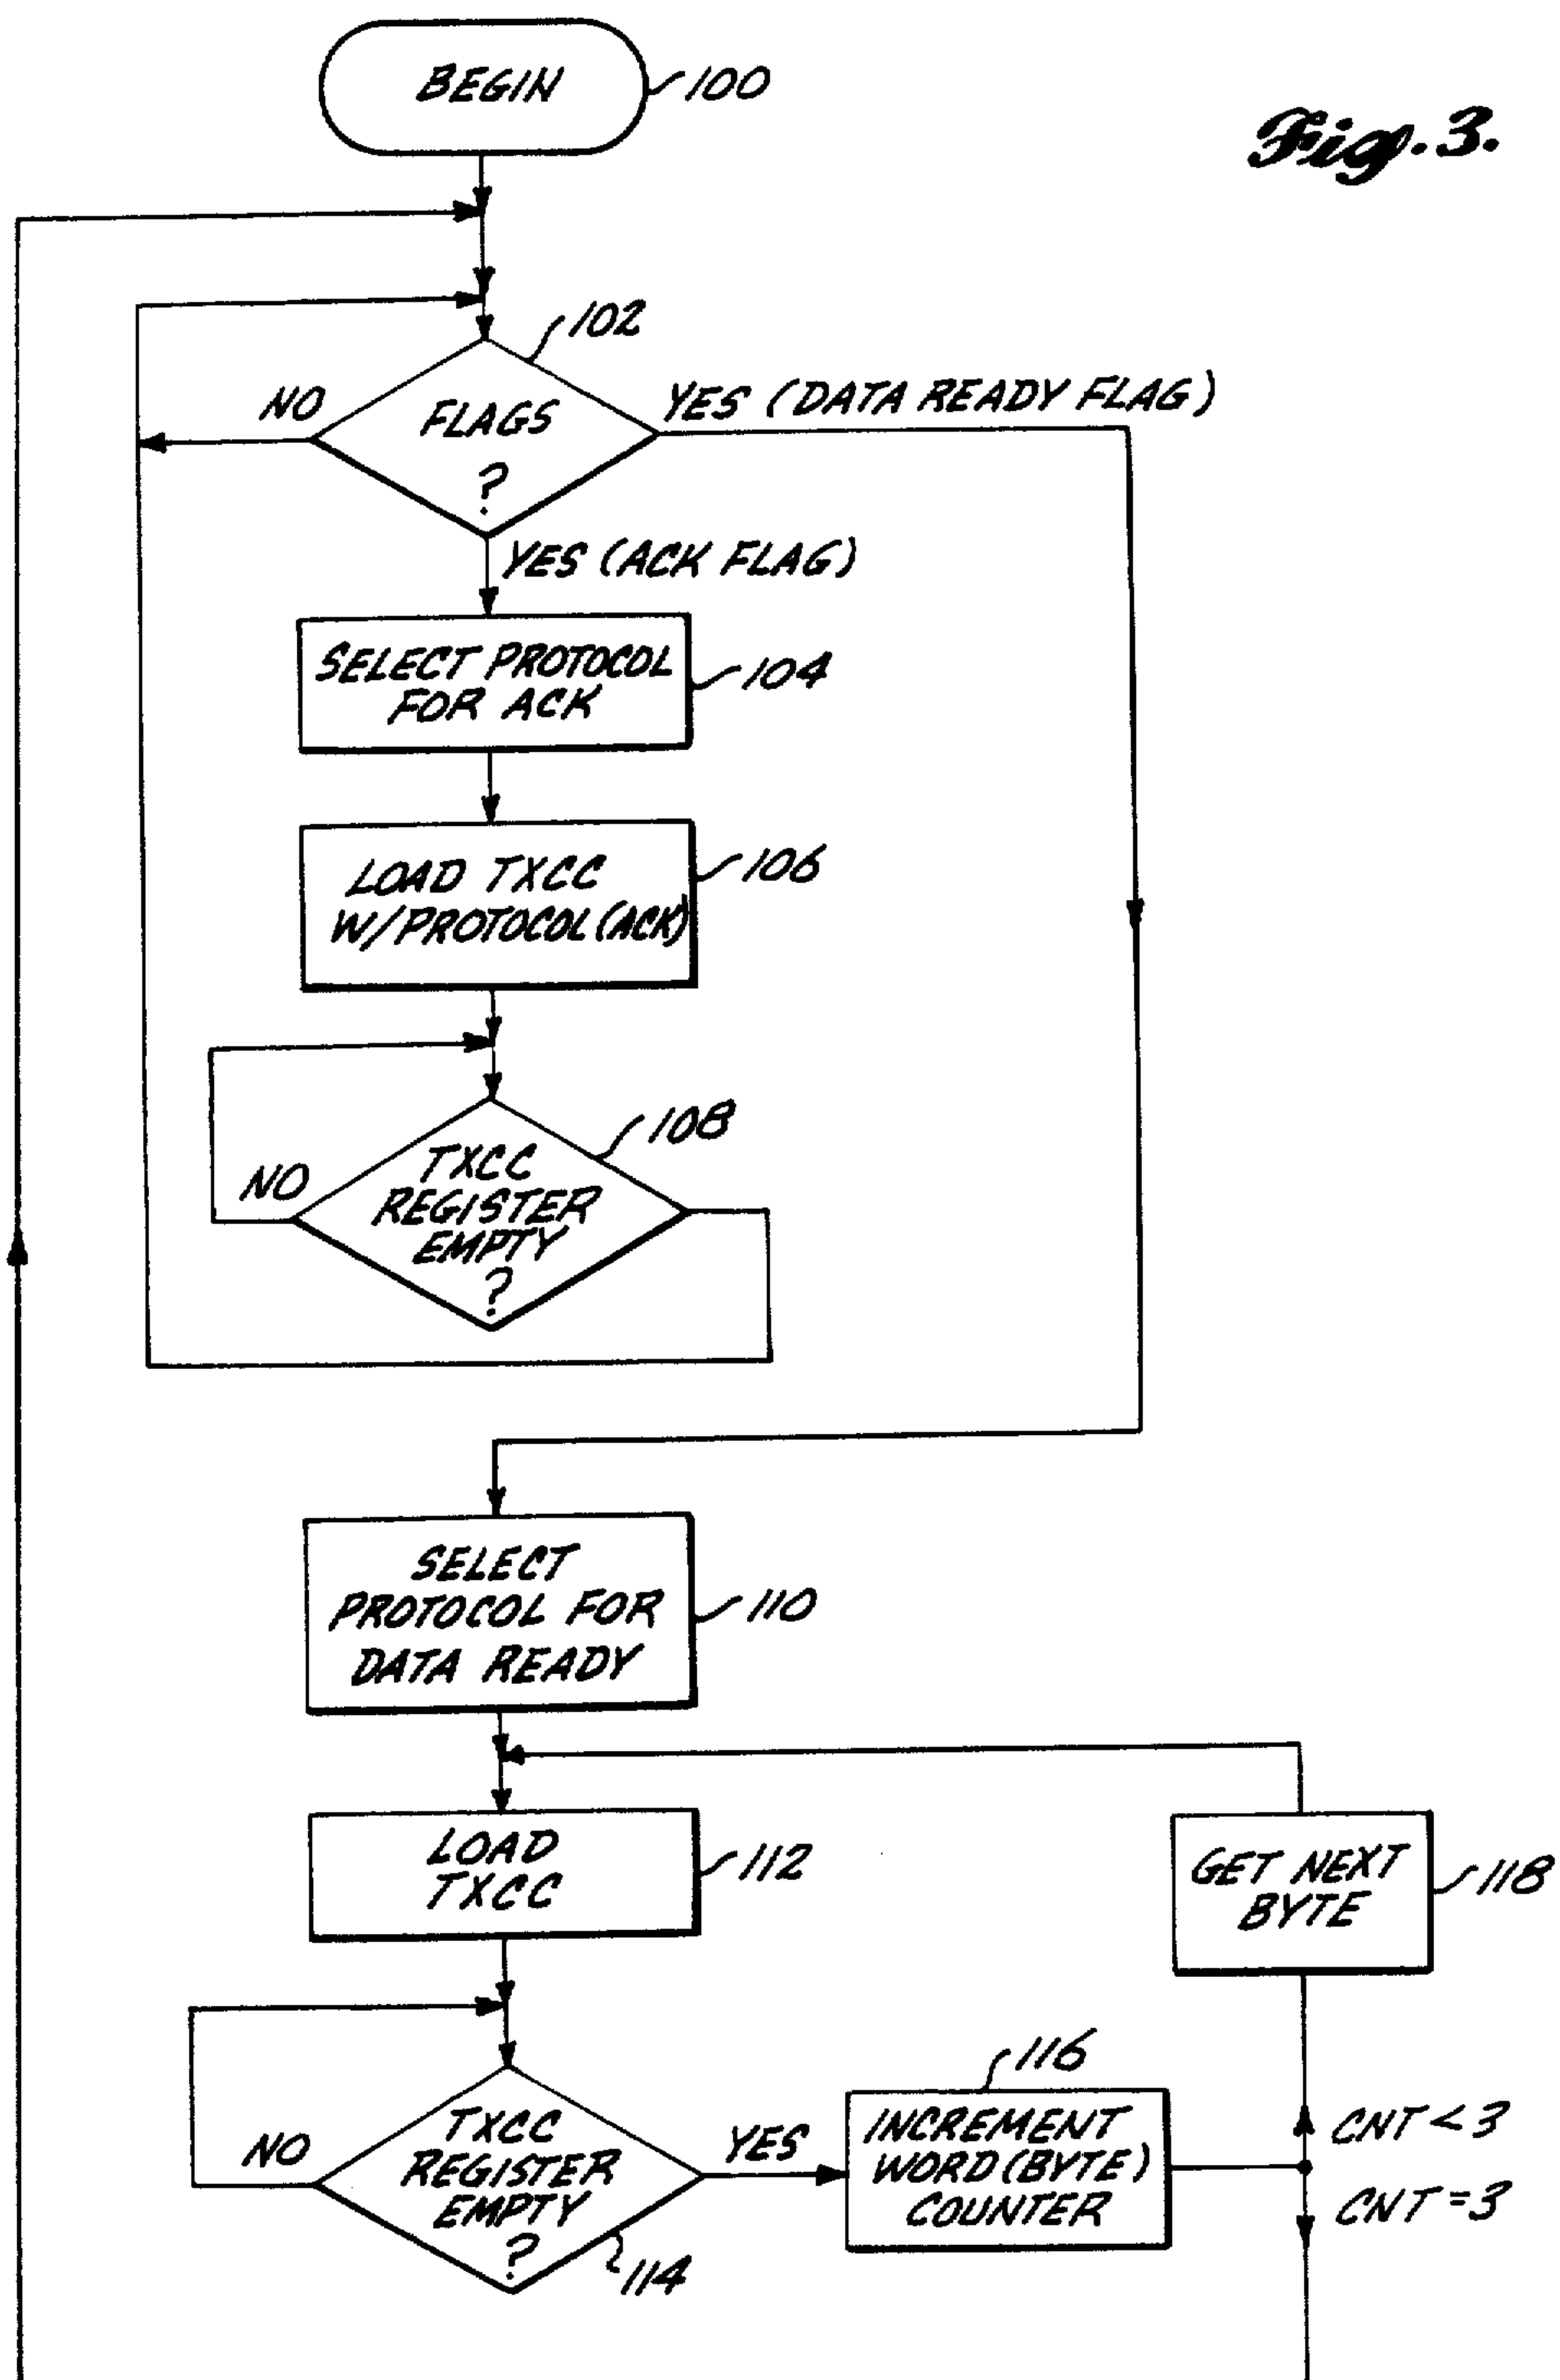 BEGIN
100
Fig. 3.
102
NO
YES (DATA READY FLAG)
FLAGS
?
YES (ACK FLAG)
SELECT PROTOCOL
FOR ACK
104
LOAD TXCC
W/PROTOCOL(ACK)
106
108
NO
TXCC
REGISTER
EMPTY
?
SELECT
PROTOCOL FOR
DATA READY
110
LOAD
TXCC
112
GET NEXT
BYTE
118
NO
TXCC
REGISTER
EMPTY
?
114
YES
116
INCREMENT
WORD(BYTE)
COUNTER
CNT < 3
CNT = 3